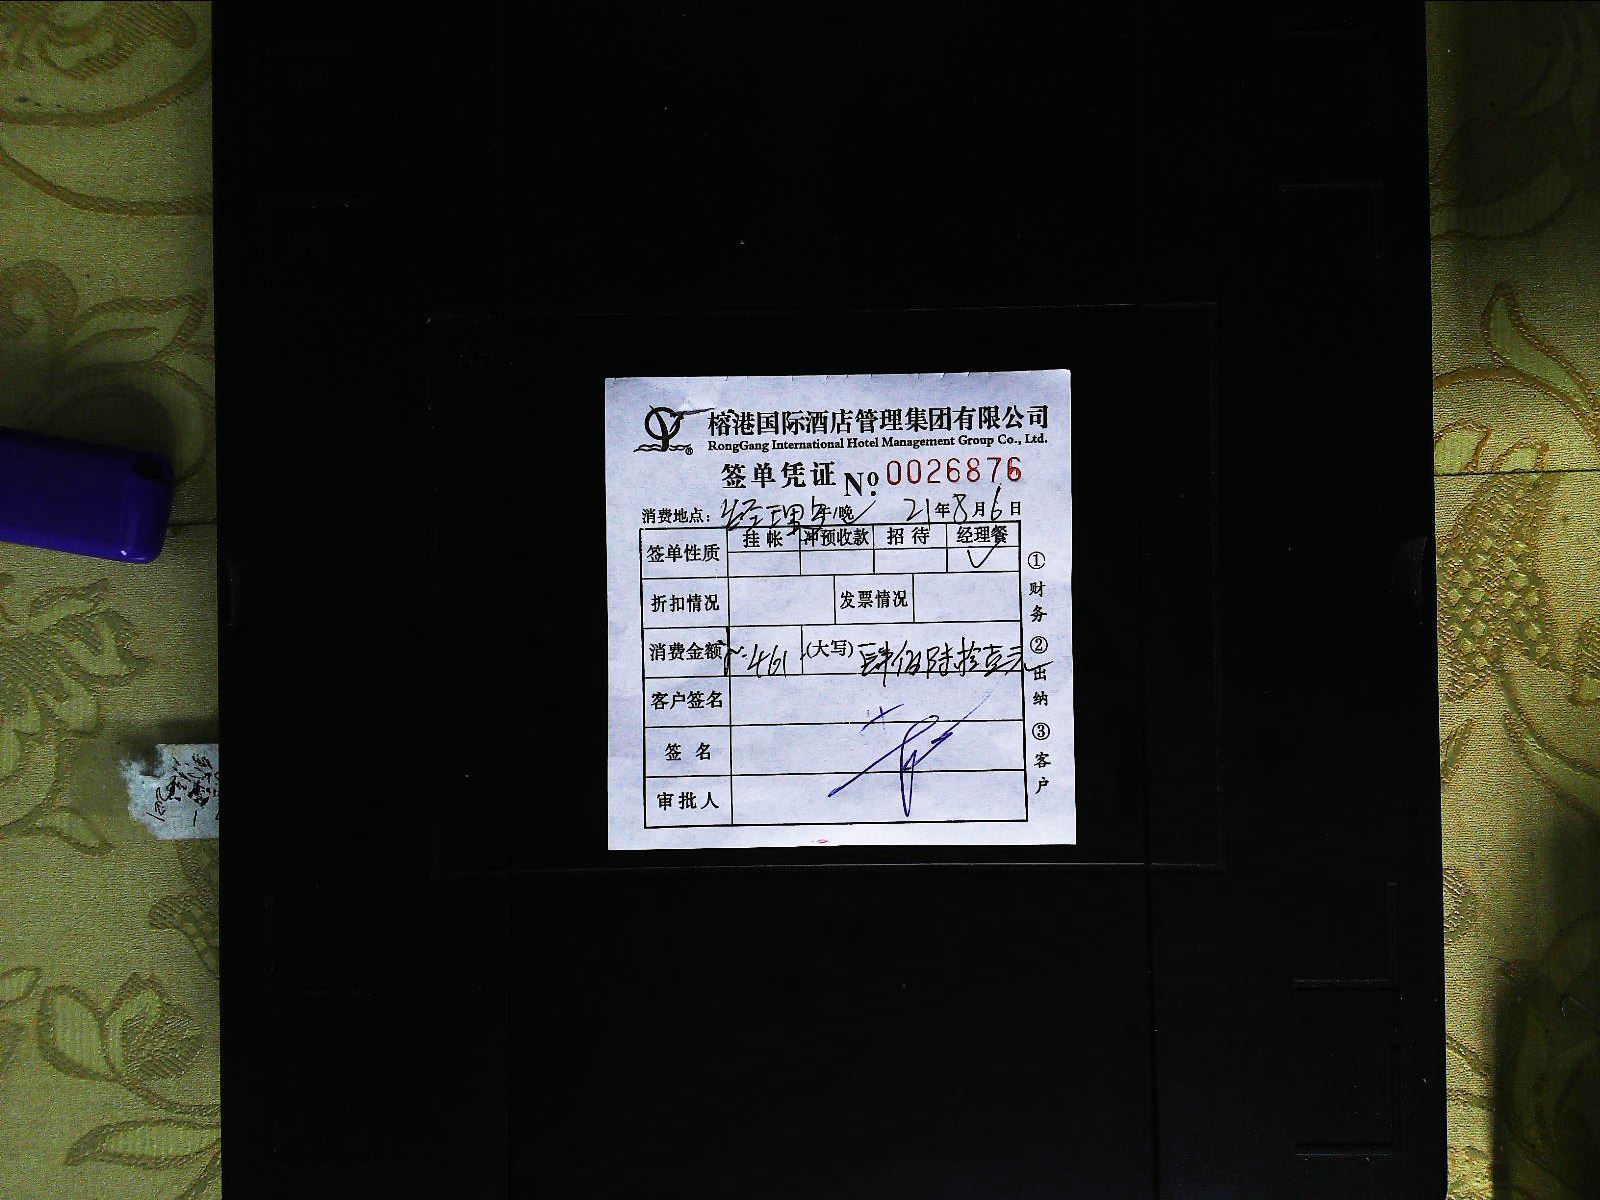 榕港国际酒店管理集团有限公司
RongGang International Hotel Management Group Co., Ltd.
签单凭证 No. 0026876
消费地点: 经理 午/晚 21年8月6日
签单性质 挂帐 冲预收款 招待 经理餐
✓
折扣情况 发票情况
消费金额 461 (大写) 肆佰陆拾壹元
客户签名
签名
审批人
①财务 ②出纳 ③客户